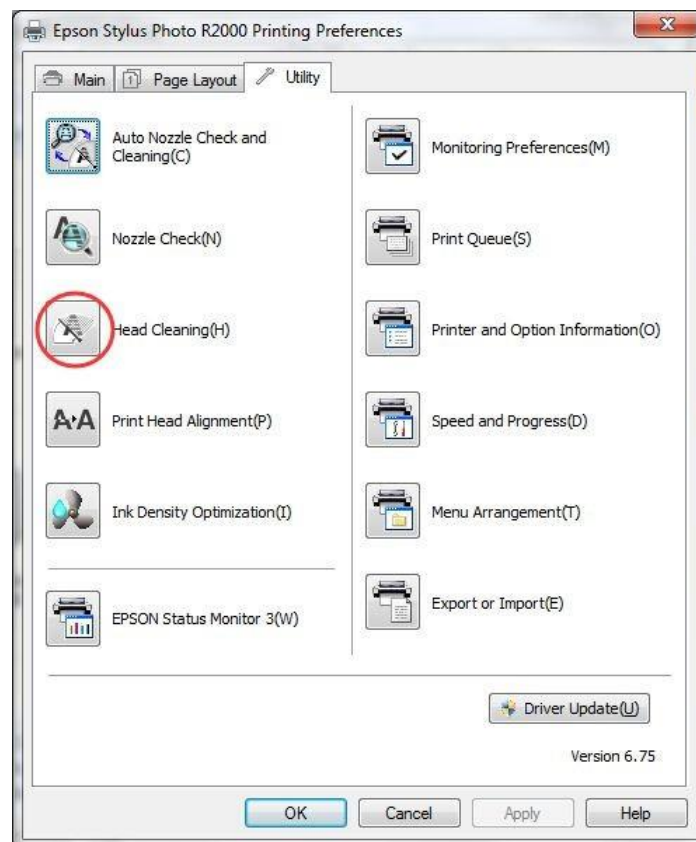 Epson Stylus Photo R2000 Printing Preferences
Main
Page Layout
Utility
Auto Nozzle Check and
Cleaning(C)
Nozzle Check(N)
Head Cleaning(H)
Print Head Alignment(P)
Ink Density Optimization(I)
EPSON Status Monitor 3(W)
Monitoring Preferences(M)
Print Queue(S)
Printer and Option Information(O)
Speed and Progress(D)
Menu Arrangement(T)
Export or Import(E)
Driver Update(U)
Version 6.75
OK
Cancel
Apply
Help